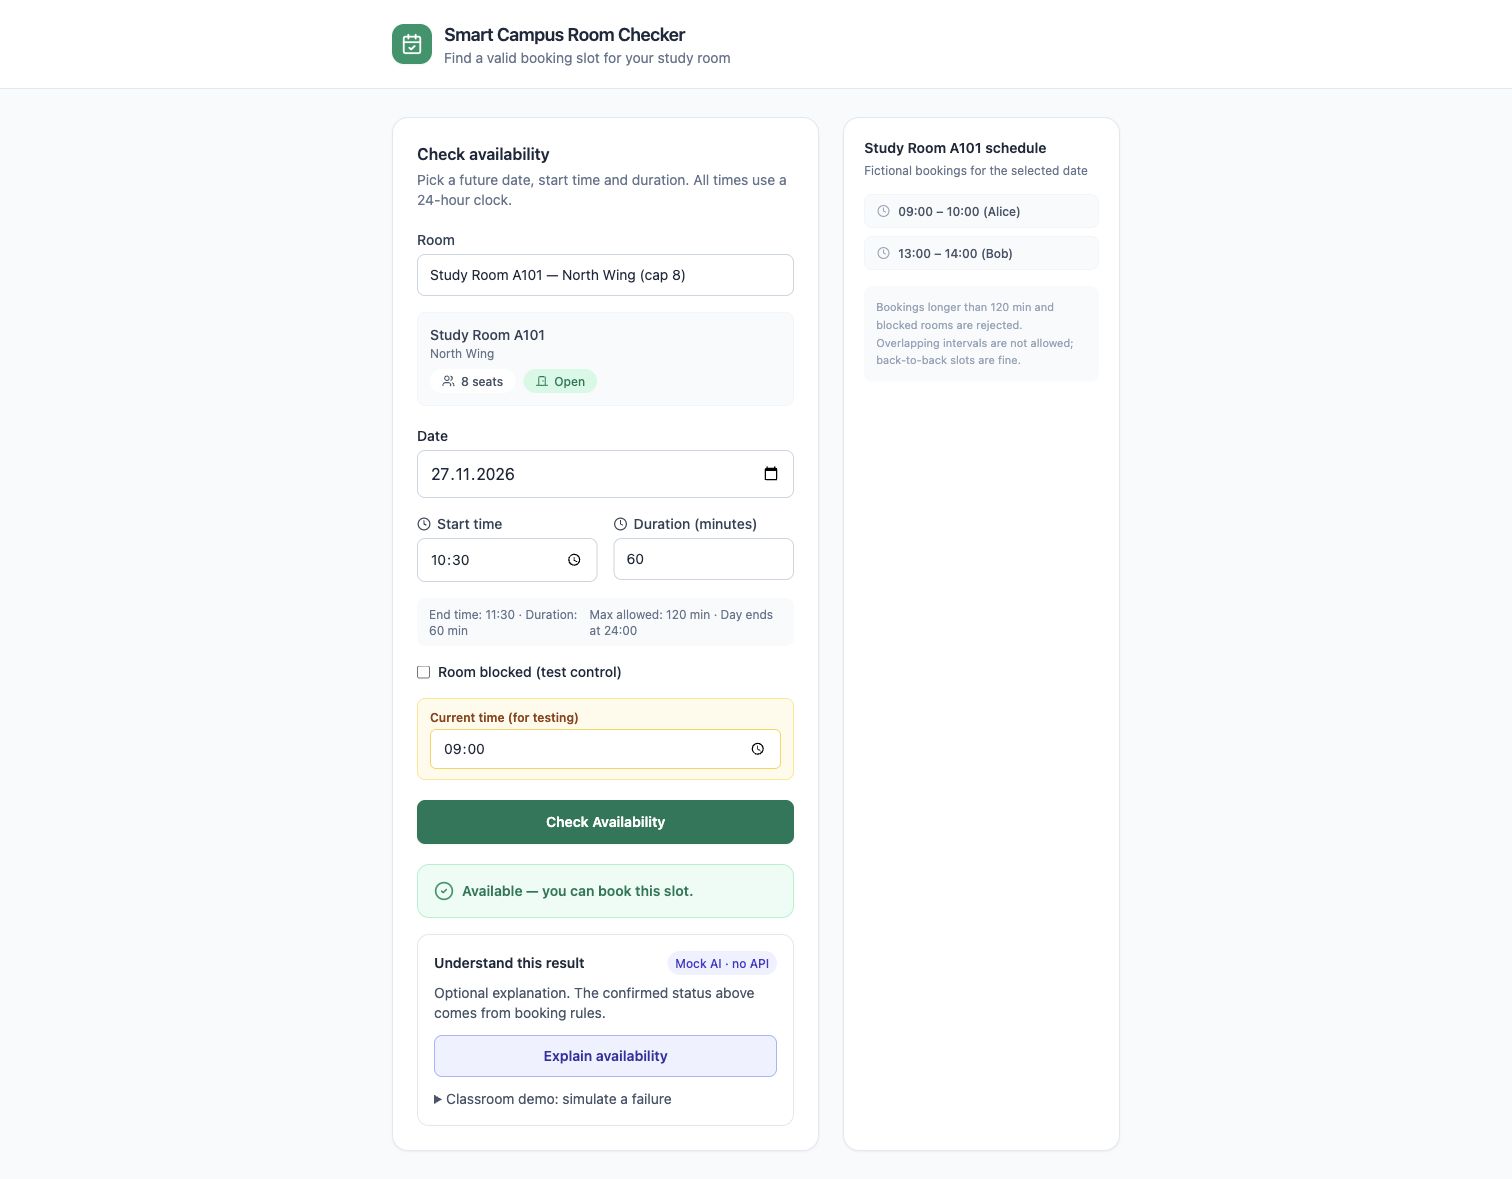 Smart Campus Room Checker
Find a valid booking slot for your study room
Check availability
Pick a future date, start time and duration. All times use a
24-hour clock.
Room
Study Room A101 — North Wing (cap 8)
Study Room A101
North Wing
8 seats
Open
Date
27.11.2026
Start time
Duration (minutes)
10:30
60
End time: 11:30 · Duration:
60 min
Max allowed: 120 min · Day ends
at 24:00
Room blocked (test control)
Current time (for testing)
09:00
Check Availability
Available — you can book this slot.
Understand this result
Mock AI · no API
Optional explanation. The confirmed status above
comes from booking rules.
Explain availability
Classroom demo: simulate a failure
Study Room A101 schedule
Fictional bookings for the selected date
09:00 – 10:00 (Alice)
13:00 – 14:00 (Bob)
Bookings longer than 120 min and
blocked rooms are rejected.
Overlapping intervals are not allowed;
back-to-back slots are fine.